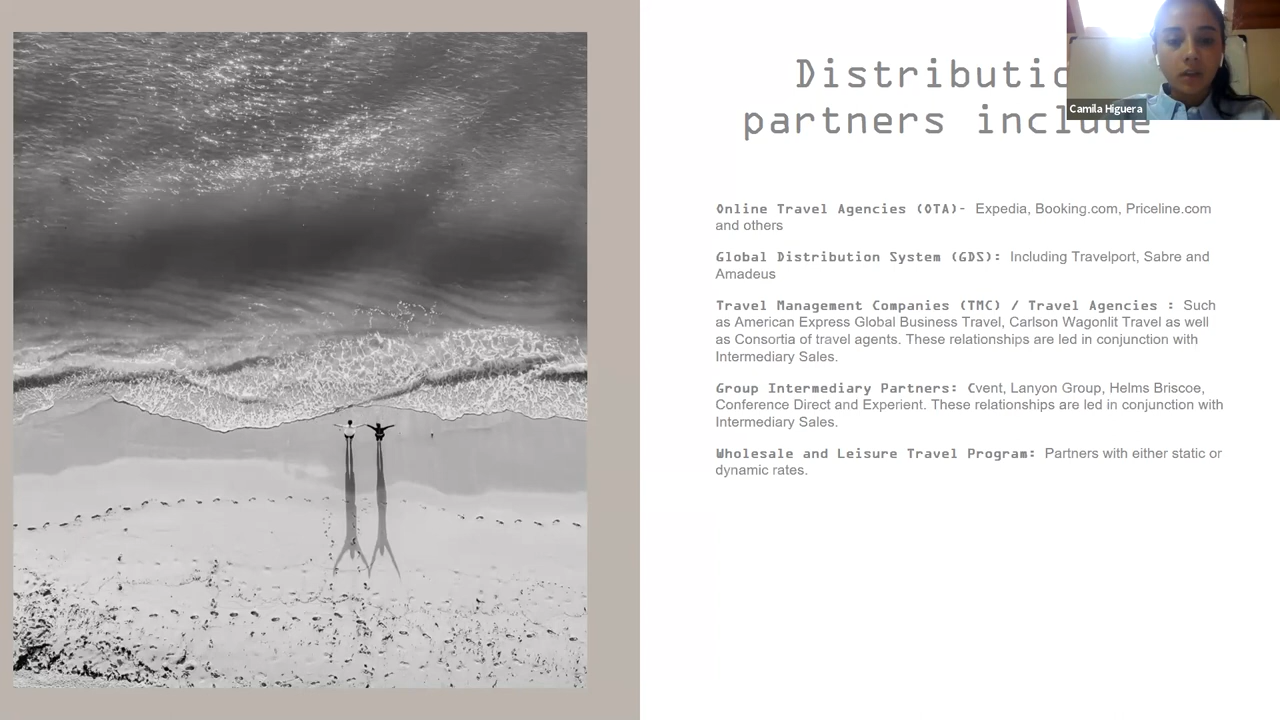 Distributio
partners include
Camila Higuera
Online Travel Agencies (OTA)- Expedia, Booking.com, Priceline.com
and others
Global Distribution System (GDS): Including Travelport, Sabre and
Amadeus
Travel Management Companies (TMC) / Travel Agencies : Such
as American Express Global Business Travel, Carlson Wagonlit Travel as well
as Consortia of travel agents. These relationships are led in conjunction with
Intermediary Sales.
Group Intermediary Partners: Cvent, Lanyon Group, Helms Briscoe,
Conference Direct and Experient. These relationships are led in conjunction with
Intermediary Sales.
Wholesale and Leisure Travel Program: Partners with either static or
dynamic rates.